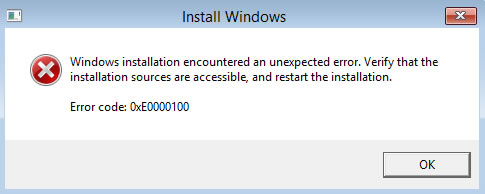 Install Windows
Windows installation encountered an unexpected error. Verify that the
installation sources are accessible, and restart the installation.
Error code: 0xE0000100
OK